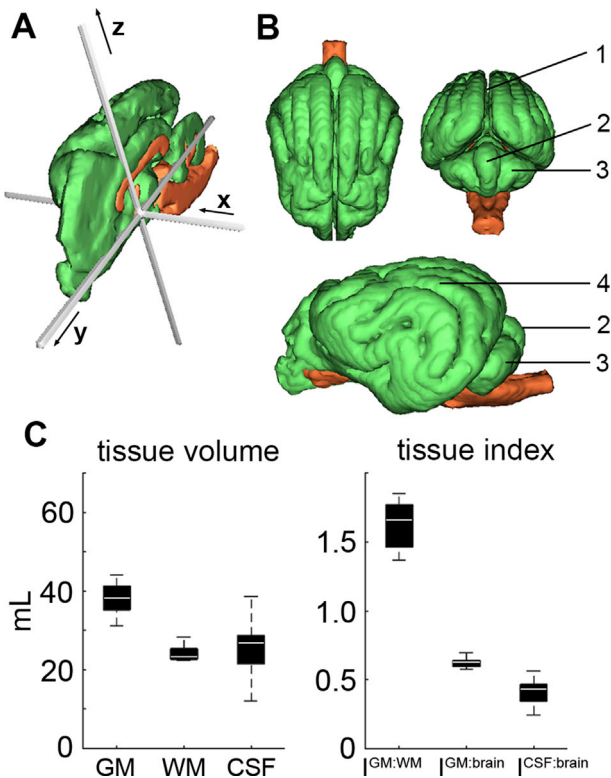 A
z
x
y
B
1
2
3
4
2
3
C
tissue volume
tissue index
mL
60
40
20
0
GM WM CSF
1.5
1.0
0.5
0
GM:WM GM:brain CSF:brain